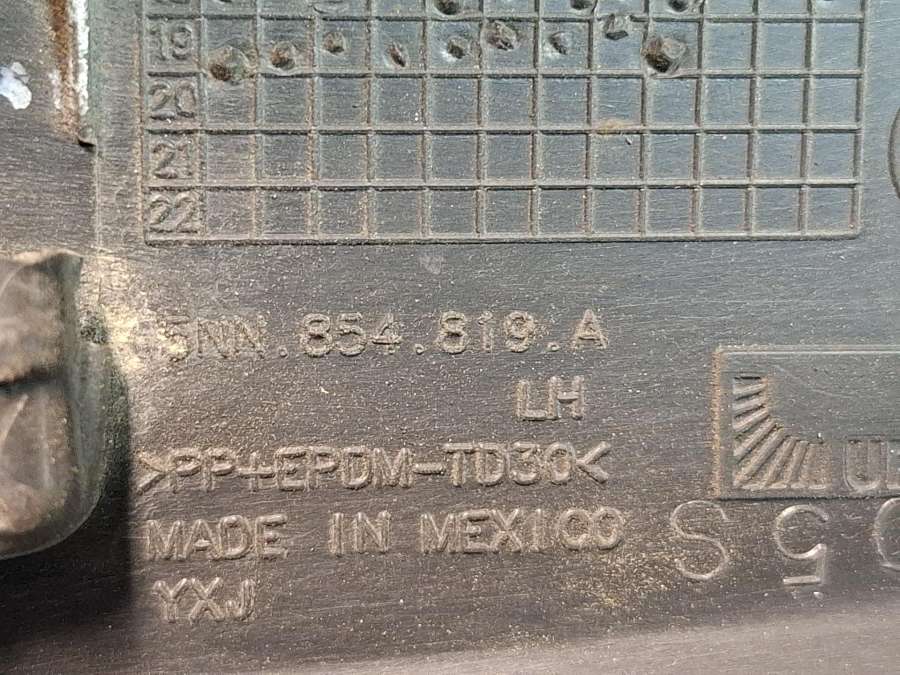 19
20
21
22
5NN.854.819.A
LH
>PP+EPDM-TD30<
MADE IN MEXICO
YXJ